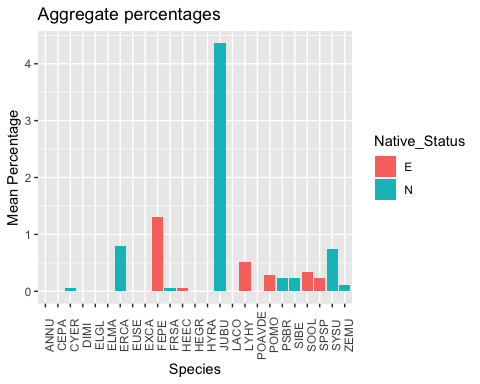 Aggregate percentages
Mean Percentage
4
3
2
1
0
ANNU
CEPA
CYER
DIMI
ELGL
ELMA
ERCA
EUSE
EXCA
FEPE
FRSA
HEEC
HEGR
HYRA
JUBU
LACO
LYHY
POAVDE
POMO
PSBR
SIBE
SOOL
SPSP
SYSU
ZEMU
Species
Native_Status
E
N